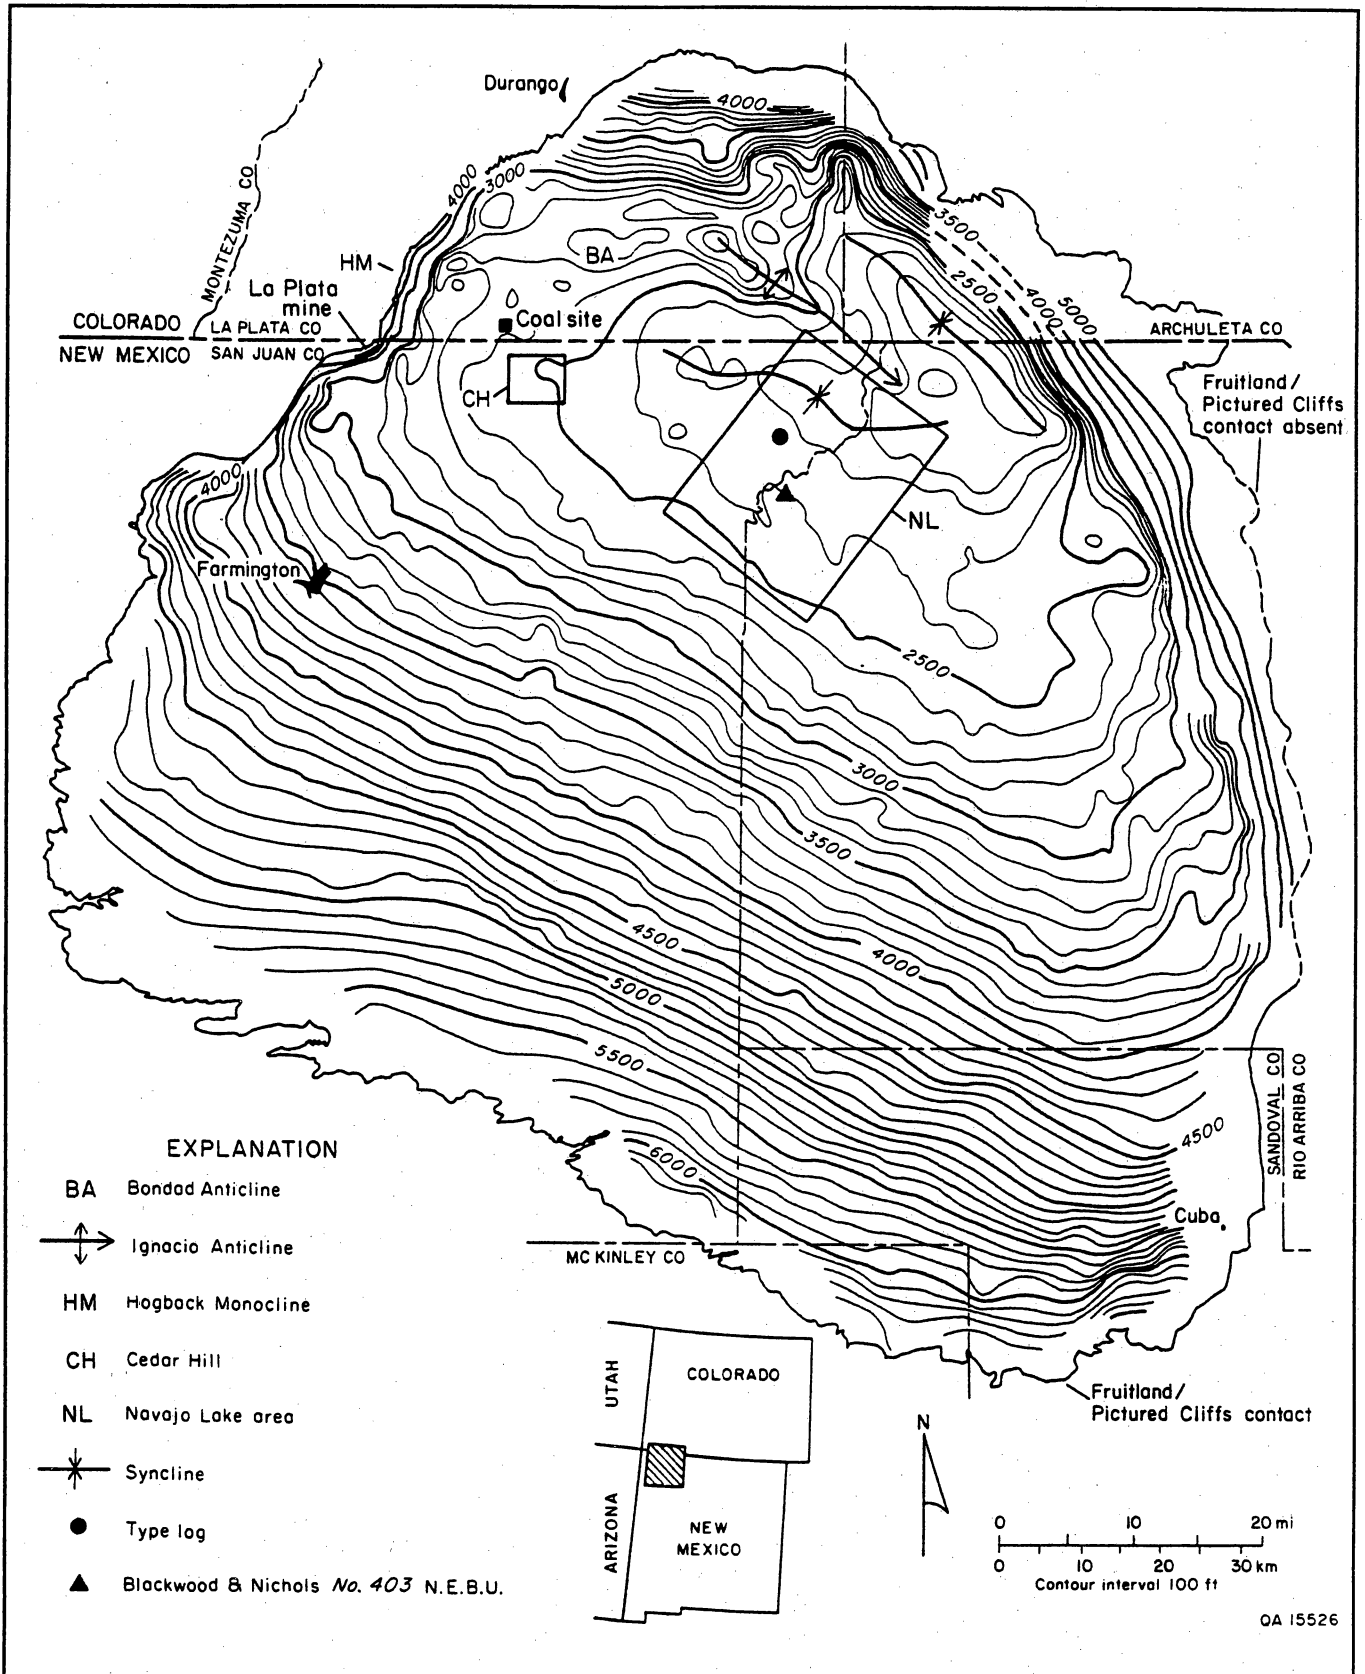 Durango
4000
MONTEZUMA CO
4000
3000
3500
HM
BA
La Plata
mine
2500
4000
5000
Coal site
COLORADO
LA PLATA CO
ARCHULETA CO
NEW MEXICO
SAN JUAN CO
Fruitland/
Pictured Cliffs
contact absent
CH
4000
NL
Farmington
2500
3000
3500
4500
4000
5000
5500
SANDOVAL CO
RIO ARRIBA CO
4500
6000
Cuba
MC KINLEY CO
EXPLANATION
BA Bondad Anticline
Ignacio Anticline
HM Hogback Monocline
CH Cedar Hill
NL Navajo Lake area
Syncline
Type log
Blackwood & Nichols No. 403 N.E.B.U.
UTAH
COLORADO
ARIZONA
NEW
MEXICO
Fruitland/
Pictured Cliffs contact
N
0 10 20 mi
0 10 20 30 km
Contour interval 100 ft
QA 15526